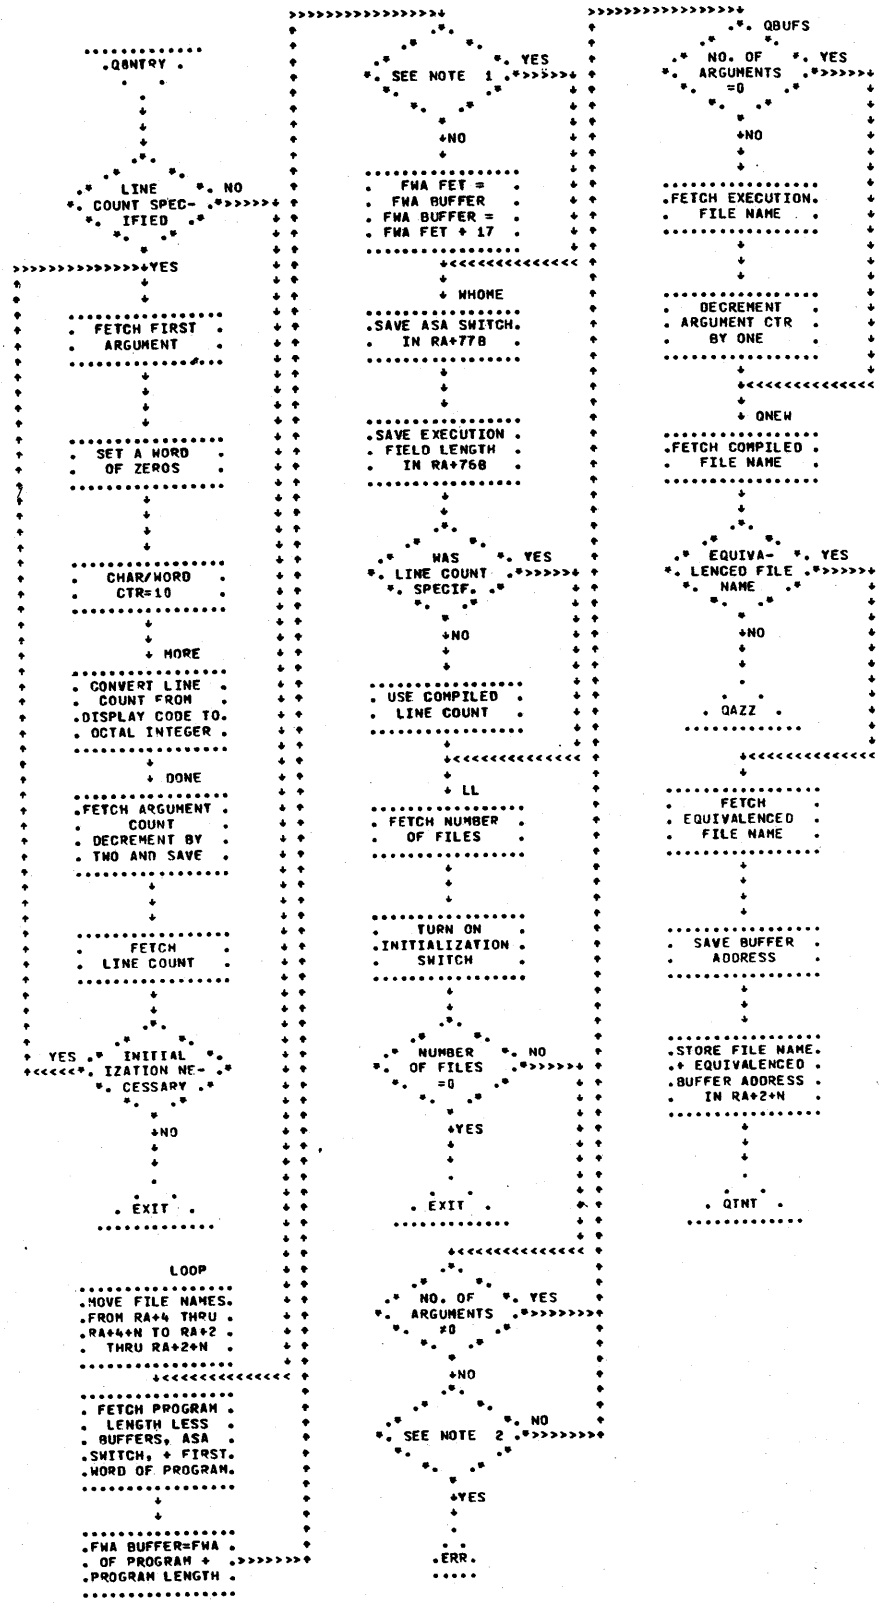 Q8NTRY
LINE
COUNT SPEC-
IFIED
NO
YES
FETCH FIRST
ARGUMENT
SET A WORD
OF ZEROS
CHAR/WORD
CTR=10
MORE
CONVERT LINE
COUNT FROM
DISPLAY CODE TO
OCTAL INTEGER
DONE
FETCH ARGUMENT
COUNT
DECREMENT BY
TWO AND SAVE
FETCH
LINE COUNT
YES
INITIAL
IZATION NE-
CESSARY
NO
EXIT
LOOP
MOVE FILE NAMES
FROM RA+4 THRU
RA+4+N TO RA+2
THRU RA+2+N
FETCH PROGRAM
LENGTH LESS
BUFFERS, ASA
SWITCH, + FIRST
WORD OF PROGRAM
FWA BUFFER=FWA
OF PROGRAM +
PROGRAM LENGTH
SEE NOTE 1
YES
NO
FWA FET =
FWA BUFFER
FWA BUFFER =
FWA FET + 17
WHOME
SAVE ASA SWITCH
IN RA+77B
SAVE EXECUTION
FIELD LENGTH
IN RA+76B
WAS
LINE COUNT
SPECIF.
YES
NO
USE COMPILED
LINE COUNT
LL
FETCH NUMBER
OF FILES
TURN ON
INITIALIZATION
SWITCH
NUMBER
OF FILES
=0
NO
YES
EXIT
NO. OF
ARGUMENTS
≠0
YES
NO
SEE NOTE 2
NO
YES
ERR
QBUFS
NO. OF
ARGUMENTS
=0
YES
NO
FETCH EXECUTION
FILE NAME
DECREMENT
ARGUMENT CTR
BY ONE
QNEW
FETCH COMPILED
FILE NAME
EQUIVA-
LENCED FILE
NAME
YES
NO
QAZZ
FETCH
EQUIVALENCED
FILE NAME
SAVE BUFFER
ADDRESS
STORE FILE NAME
+ EQUIVALENCED
BUFFER ADDRESS
IN RA+2+N
QTNT